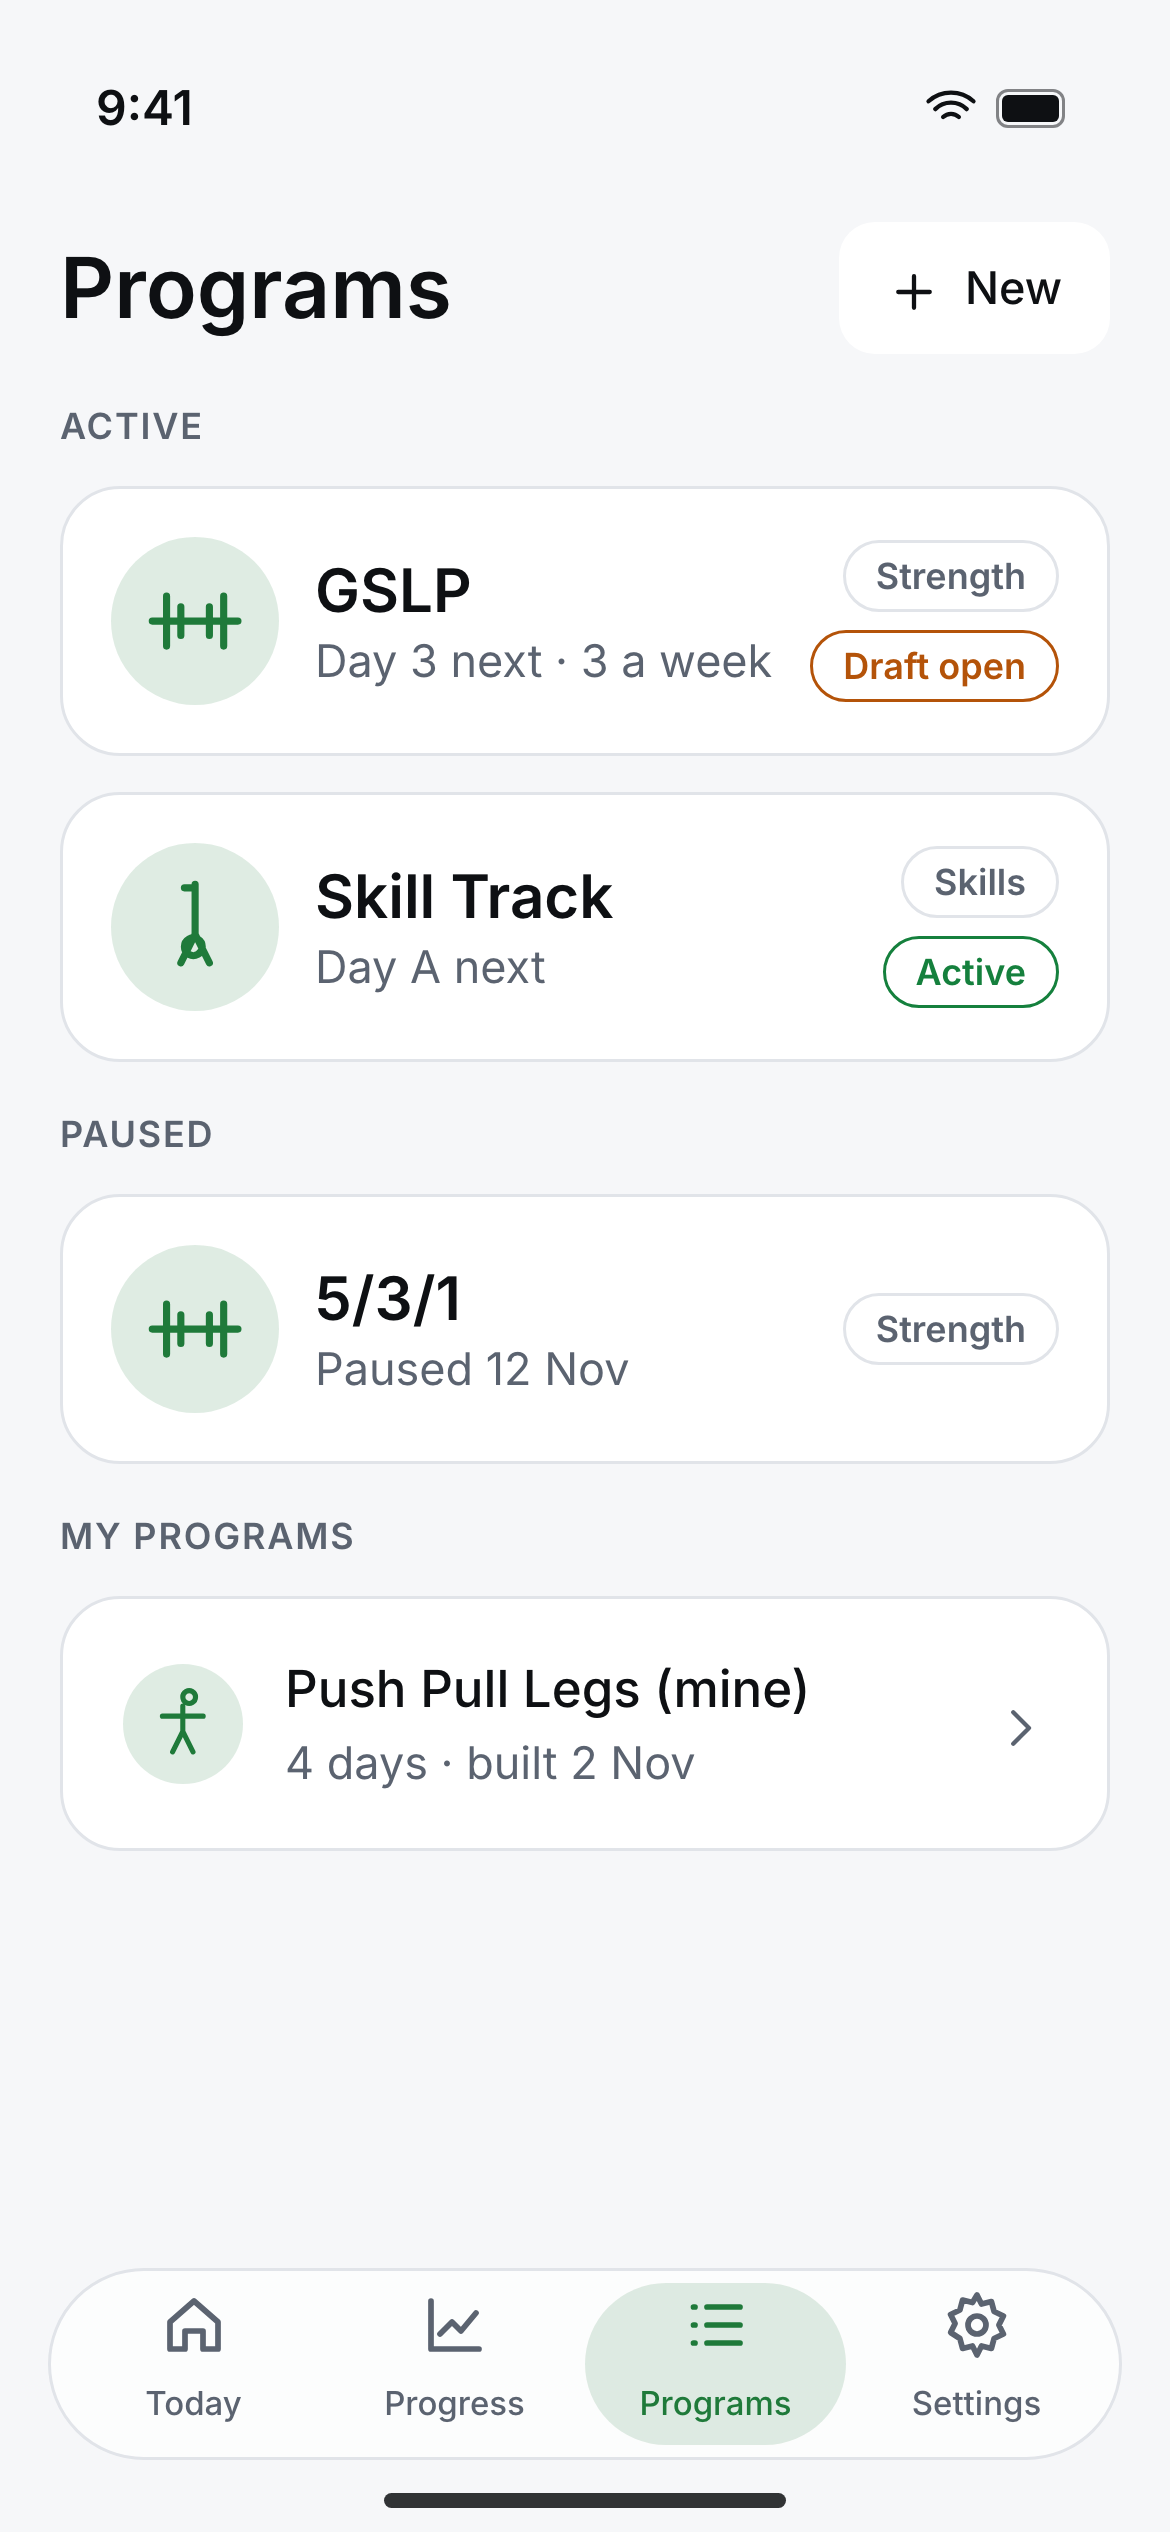 9:41
Programs
New
ACTIVE
GSLP
Day 3 next · 3 a week
Strength
Draft open
Skill Track
Day A next
Skills
Active
PAUSED
5/3/1
Paused 12 Nov
Strength
MY PROGRAMS
Push Pull Legs (mine)
4 days · built 2 Nov
Today
Progress
Programs
Settings